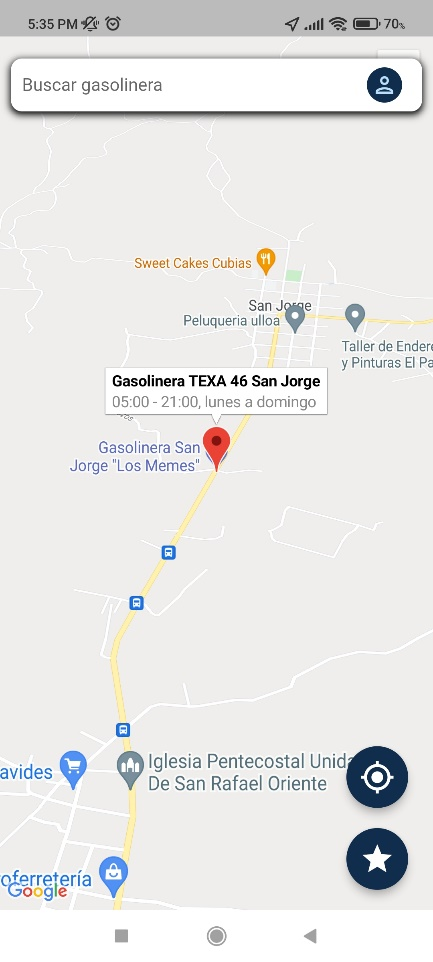 5:35 PM
70%
Buscar gasolinera
Sweet Cakes Cubias
San Jorge
Peluqueria ulloa
Taller de Endere
y Pinturas El Pa
Gasolinera TEXA 46 San Jorge
05:00 - 21:00, lunes a domingo
Gasolinera San
Jorge "Los Memes"
avides
Iglesia Pentecostal Unida
De San Rafael Oriente
oferretería
Google